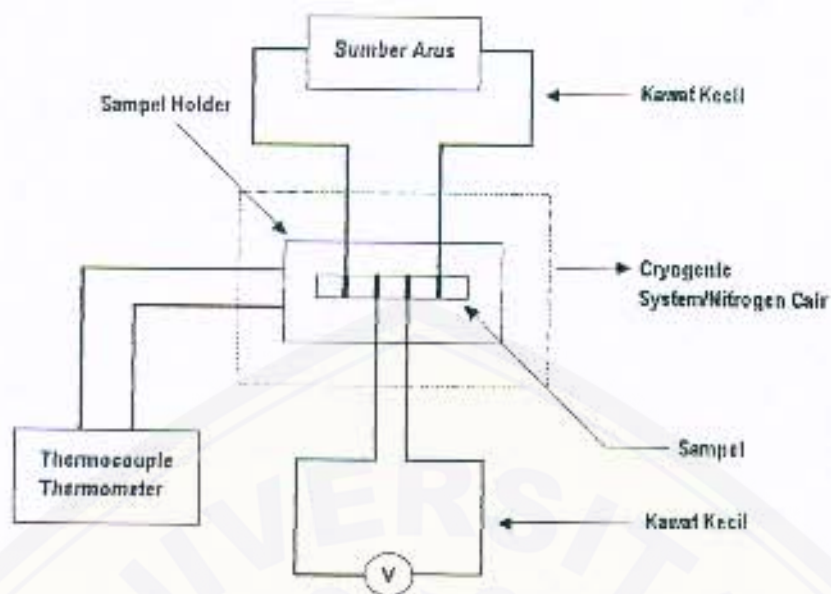 Sumber Arus
Sampel Holder
Kawat Kecil
Cryogenic
System/Nitrogen Cair
Thermocouple
Thermometer
Sampel
Kawat Kecil
V